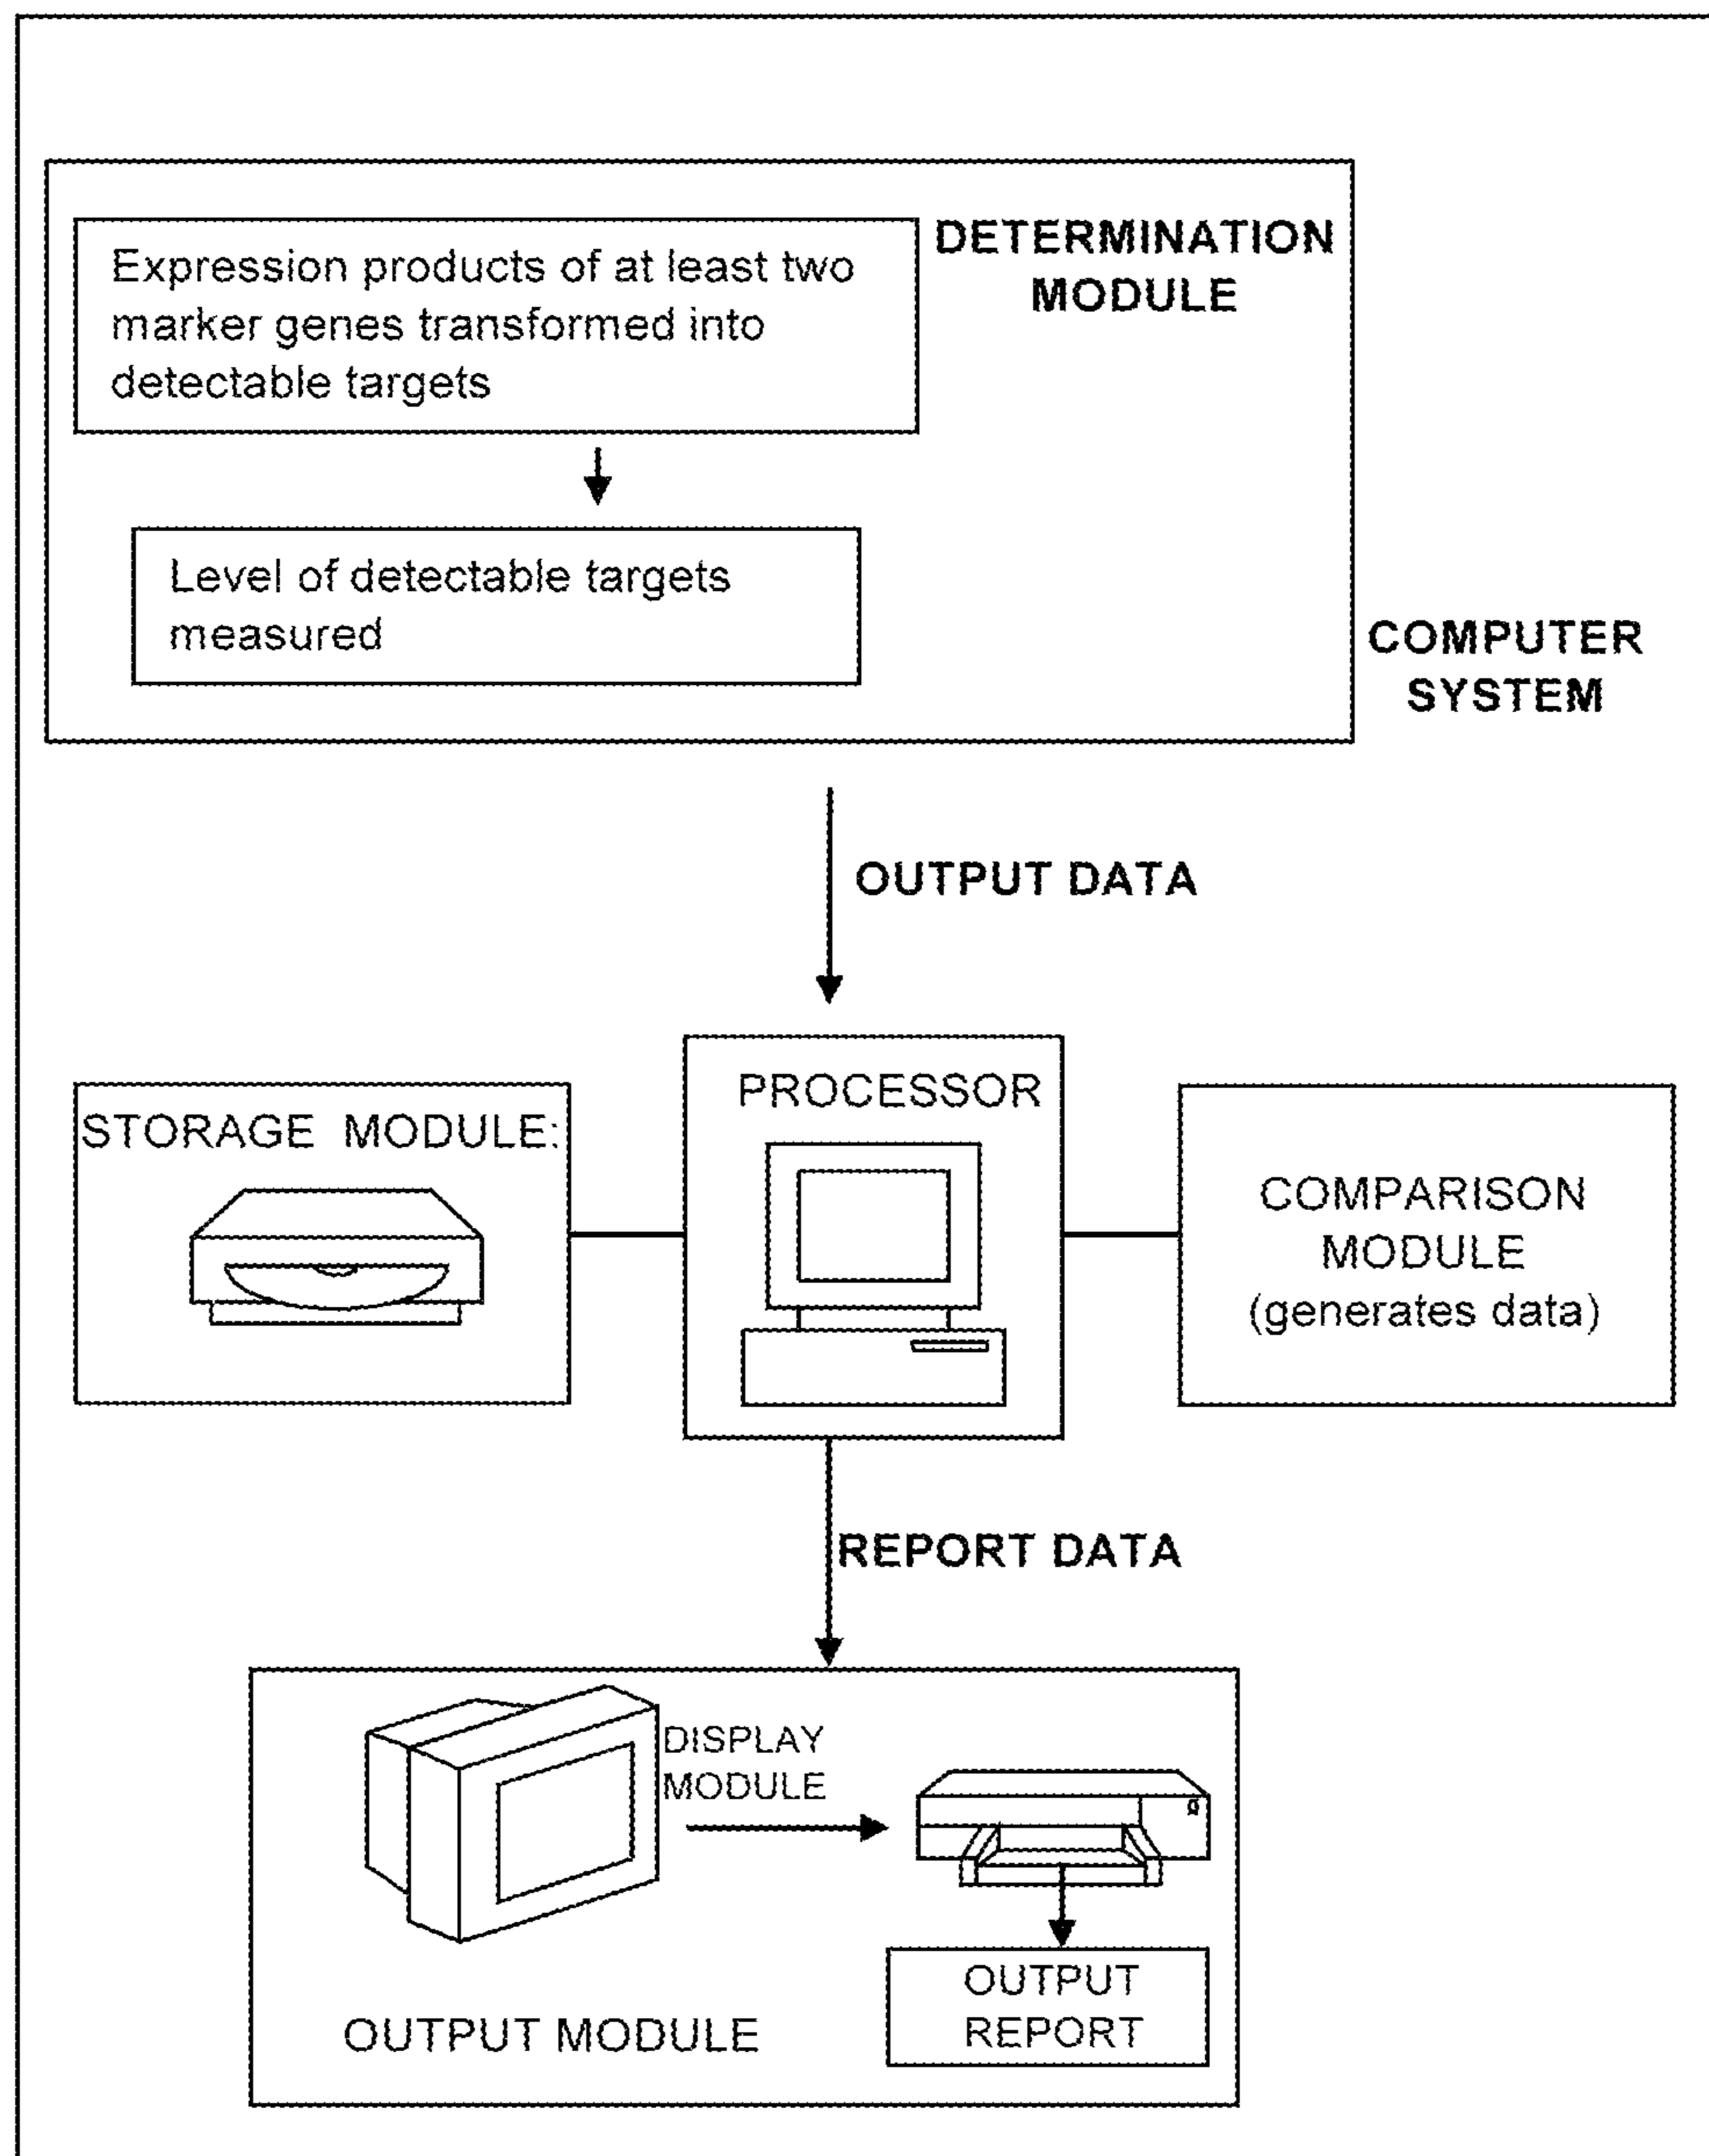 Expression products of at least two
marker genes transformed into
detectable targets
DETERMINATION
MODULE
Level of detectable targets
measured
COMPUTER
SYSTEM
OUTPUT DATA
STORAGE MODULE:
PROCESSOR
COMPARISON
MODULE
(generates data)
REPORT DATA
DISPLAY
MODULE
OUTPUT MODULE
OUTPUT
REPORT